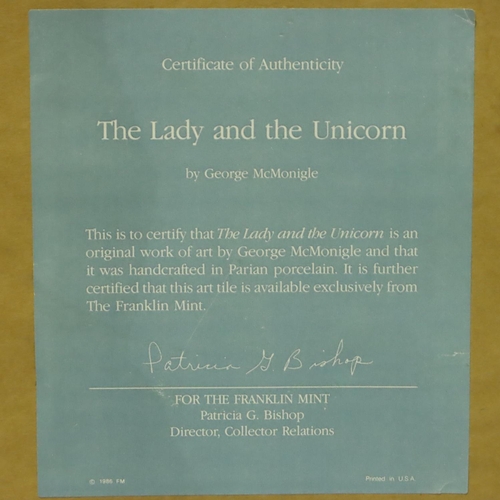 Certificate of Authenticity
The Lady and the Unicorn
by George McMonigle
This is to certify that The Lady and the Unicorn is an
original work of art by George McMonigle and that
it was handcrafted in Parian porcelain. It is further
certified that this art tile is available exclusively from
The Franklin Mint.
Patricia G. Bishop
FOR THE FRANKLIN MINT
Patricia G. Bishop
Director, Collector Relations
© 1986 FM Printed in U.S.A.